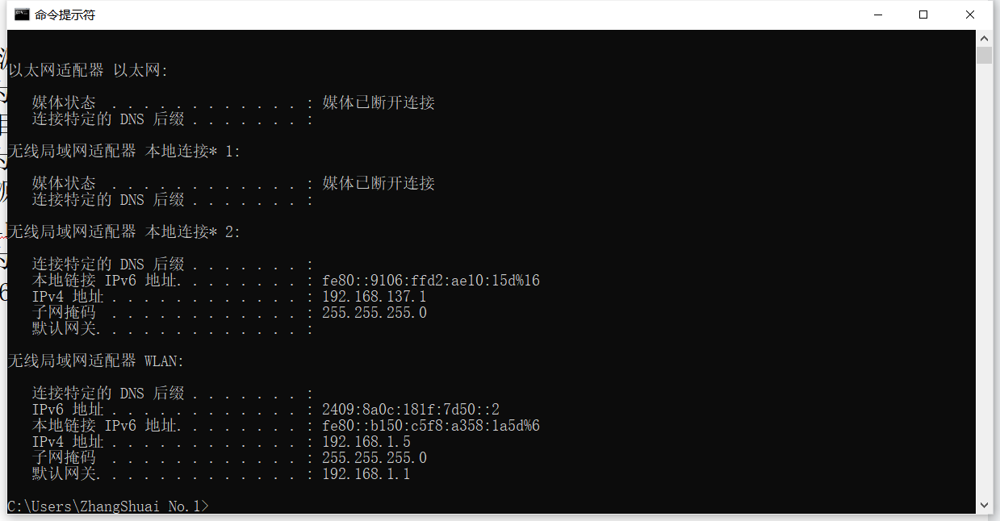 命令提示符
以太网适配器 以太网:
媒体状态 . . . . . . . . . . . . : 媒体已断开连接
连接特定的 DNS 后缀 . . . . . . . :
无线局域网适配器 本地连接* 1:
媒体状态 . . . . . . . . . . . . : 媒体已断开连接
连接特定的 DNS 后缀 . . . . . . . :
无线局域网适配器 本地连接* 2:
连接特定的 DNS 后缀 . . . . . . . :
本地链接 IPv6 地址. . . . . . . . : fe80::9106:ffd2:ae10:15d%16
IPv4 地址 . . . . . . . . . . . . : 192.168.137.1
子网掩码 . . . . . . . . . . . . : 255.255.255.0
默认网关. . . . . . . . . . . . . :
无线局域网适配器 WLAN:
连接特定的 DNS 后缀 . . . . . . . :
IPv6 地址 . . . . . . . . . . . . : 2409:8a0c:181f:7d50::2
本地链接 IPv6 地址. . . . . . . . : fe80::b150:c5f8:a358:1a5d%6
IPv4 地址 . . . . . . . . . . . . : 192.168.1.5
子网掩码 . . . . . . . . . . . . : 255.255.255.0
默认网关. . . . . . . . . . . . . : 192.168.1.1
C:\Users\ZhangShuai No.1>